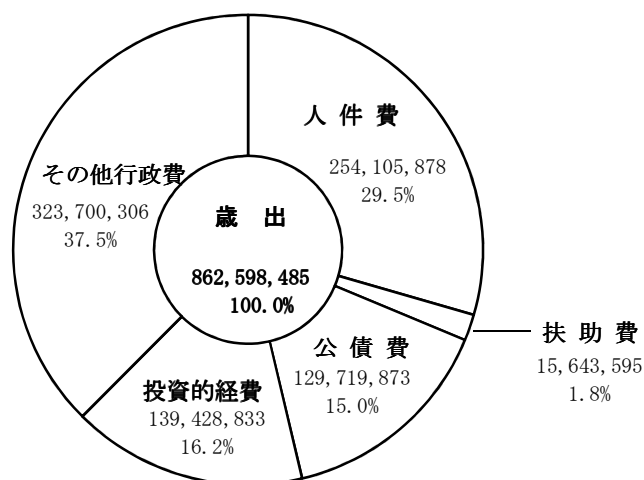 人件費
254,105,878
29.5%
扶助費
15,643,595
1.8%
公債費
129,719,873
15.0%
投資的経費
139,428,833
16.2%
その他行政費
323,700,306
37.5%
歳出
862,598,485
100.0%